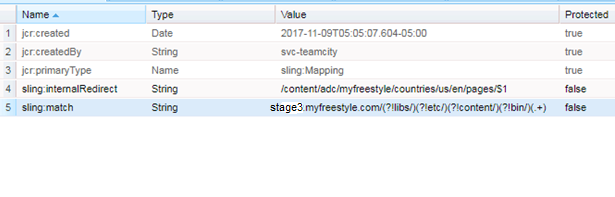 Name Type Value Protected
1 jcr:created Date 2017-11-09T05:05:07.604-05:00 true
2 jcr:createdBy String svc-teamcity true
3 jcr:primaryType Name sling:Mapping true
4 sling:internalRedirect String /content/adc/myfreestyle/countries/us/en/pages/$1 false
5 sling:match String stage3.myfreestyle.com/(?!libs/)(?!etc/)(?!content/)(?!bin/)(.+) false